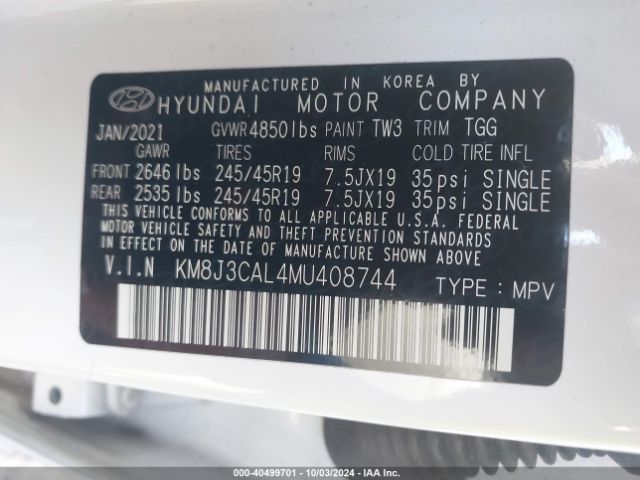 MANUFACTURED IN KOREA BY
HYUNDAI MOTOR COMPANY
JAN/2021 GVWR 4850 lbs PAINT TW3 TRIM TGG
GAWR TIRES RIMS COLD TIRE INFL
FRONT 2646 lbs 245/45R19 7.5JX19 35psi SINGLE
REAR 2535 lbs 245/45R19 7.5JX19 35psi SINGLE
THIS VEHICLE CONFORMS TO ALL APPLICABLE U.S.A. FEDERAL
MOTOR VEHICLE SAFETY, BUMPER, AND THEFT PREVENTION
STANDARDS IN EFFECT ON THE DATE OF MANUFACTURE SHOWN ABOVE
V.I.N KM8J3CAL4MU408744 TYPE : MPV
000-40499701 - 10/03/2024 - IAA Inc.